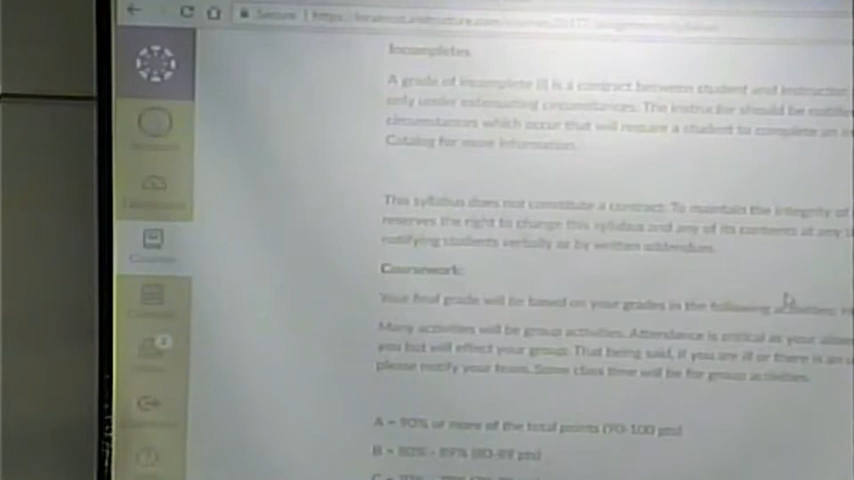 Secure
Incompletes
A grade of incomplete (I) is a contract between student and instructor
only under extenuating circumstances. The instructor should be notified
circumstances which occur that will require a student to complete an
Catalog for more information.
This syllabus does not constitute a contract. To maintain the integrity of
reserves the right to change this syllabus and any of its contents at any
notifying students verbally or by written addendum.
Coursework:
Your final grade will be based on your grades in the following activities:
Many activities will be group activities. Attendance is critical as your
you but will effect your group. That being said, if you are ill or there is an
please notify your team. Some class time will be for group activities.
A = 90% or more of the total points (90-100 pts)
B = 80% - 89% (80-89 pts)
Account
Dashboard
Courses
Calendar